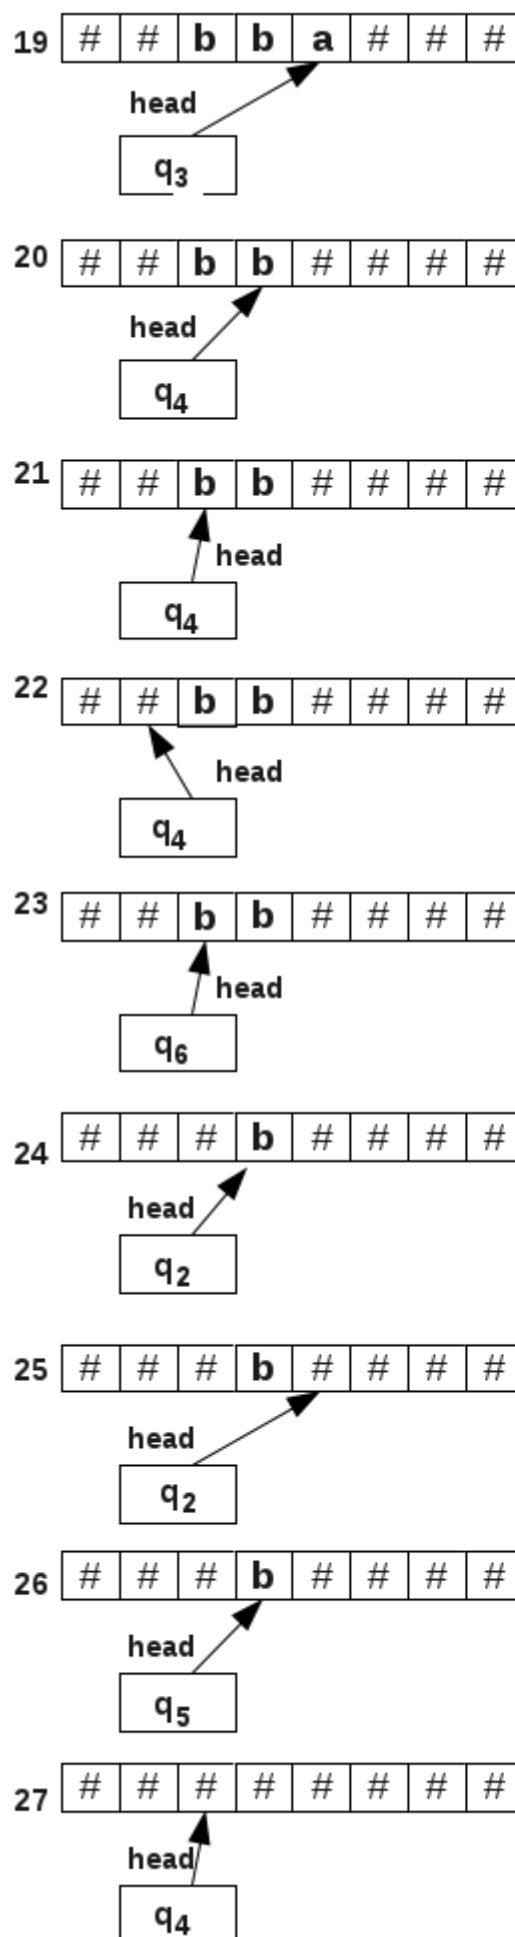 19 # # b b a # # #
head
q3
20 # # b b # # # #
head
q4
21 # # b b # # # #
head
q4
22 # # b b # # # #
head
q4
23 # # b b # # # #
head
q6
24 # # # b # # # #
head
q2
25 # # # b # # # #
head
q2
26 # # # b # # # #
head
q5
27 # # # # # # # #
head
q4